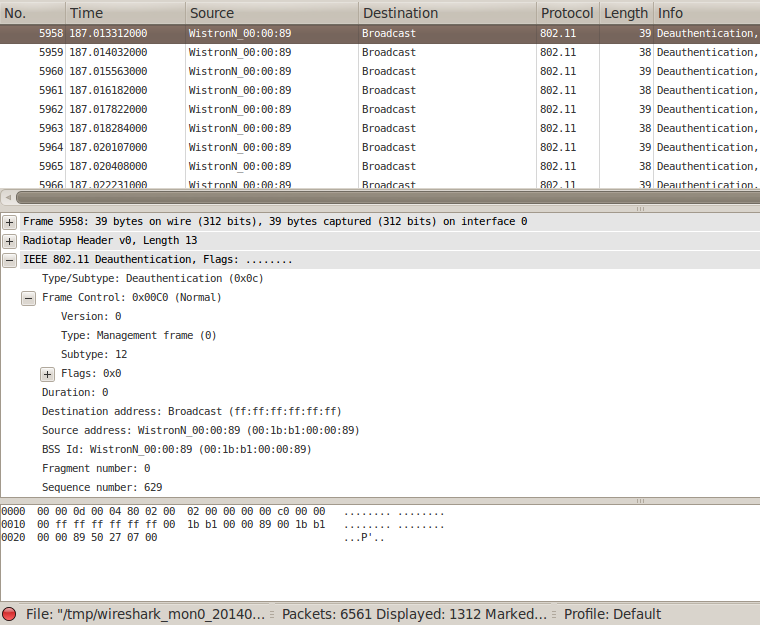 No. Time Source Destination Protocol Length Info
5958 187.013312000 WistronN_00:00:89 Broadcast 802.11 39 Deauthentication,
5959 187.014032000 WistronN_00:00:89 Broadcast 802.11 38 Deauthentication,
5960 187.015563000 WistronN_00:00:89 Broadcast 802.11 39 Deauthentication,
5961 187.016182000 WistronN_00:00:89 Broadcast 802.11 38 Deauthentication,
5962 187.017822000 WistronN_00:00:89 Broadcast 802.11 39 Deauthentication,
5963 187.018284000 WistronN_00:00:89 Broadcast 802.11 38 Deauthentication,
5964 187.020107000 WistronN_00:00:89 Broadcast 802.11 39 Deauthentication,
5965 187.020408000 WistronN_00:00:89 Broadcast 802.11 38 Deauthentication,
5966 187.022231000 WistronN_00:00:89 Broadcast 802.11 39 Deauthentication,
Frame 5958: 39 bytes on wire (312 bits), 39 bytes captured (312 bits) on interface 0
Radiotap Header v0, Length 13
IEEE 802.11 Deauthentication, Flags: ........
Type/Subtype: Deauthentication (0x0c)
Frame Control: 0x00C0 (Normal)
Version: 0
Type: Management frame (0)
Subtype: 12
Flags: 0x0
Duration: 0
Destination address: Broadcast (ff:ff:ff:ff:ff:ff)
Source address: WistronN_00:00:89 (00:1b:b1:00:00:89)
BSS Id: WistronN_00:00:89 (00:1b:b1:00:00:89)
Fragment number: 0
Sequence number: 629
0000 00 00 0d 00 04 80 02 00 02 00 00 00 00 c0 00 00 ........ ........
0010 00 ff ff ff ff ff ff 00 1b b1 00 00 89 00 1b b1 ........ ........
0020 00 00 89 50 27 07 00 ...P'..
File: "/tmp/wireshark_mon0_20140... Packets: 6561 Displayed: 1312 Marked... Profile: Default